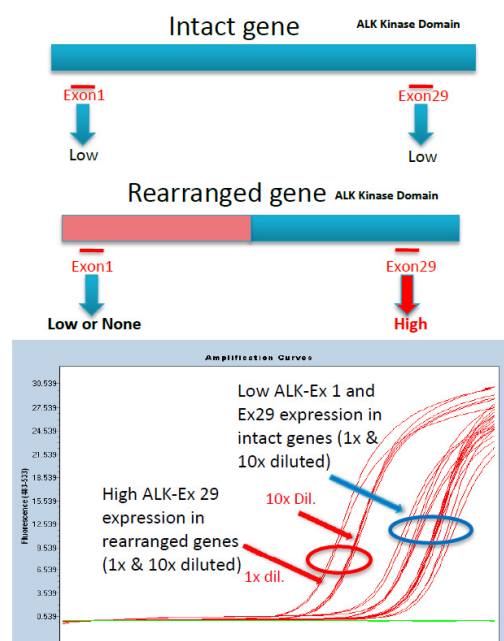 Intact gene
ALK Kinase Domain
Exon1
Exon29
Low
Low
Rearranged gene ALK Kinase Domain
Exon1
Exon29
Low or None
High
Amplification Curves
30.539
27.539
24.539
21.539
18.539
15.539
12.539
9.539
6.539
3.539
0.539
Fluorescence (483-533)
Low ALK-Ex 1 and
Ex29 expression in
intact genes (1x &
10x diluted)
High ALK-Ex 29
expression in
rearranged genes
(1x & 10x diluted)
10x Dil.
1x dil.